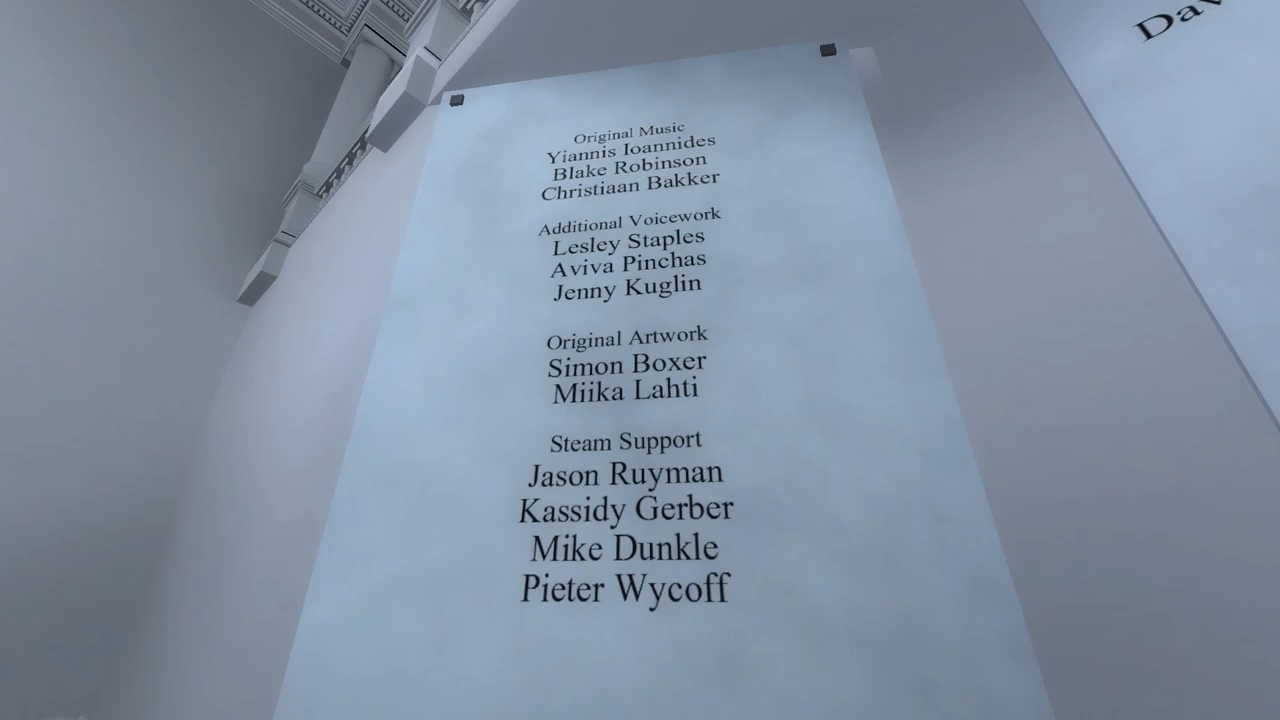 Original Music
Yiannis Ioannides
Blake Robinson
Christiaan Bakker
Additional Voicework
Lesley Staples
Aviva Pinchas
Jenny Kuglin
Original Artwork
Simon Boxer
Miika Lahti
Steam Support
Jason Ruyman
Kassidy Gerber
Mike Dunkle
Pieter Wycoff